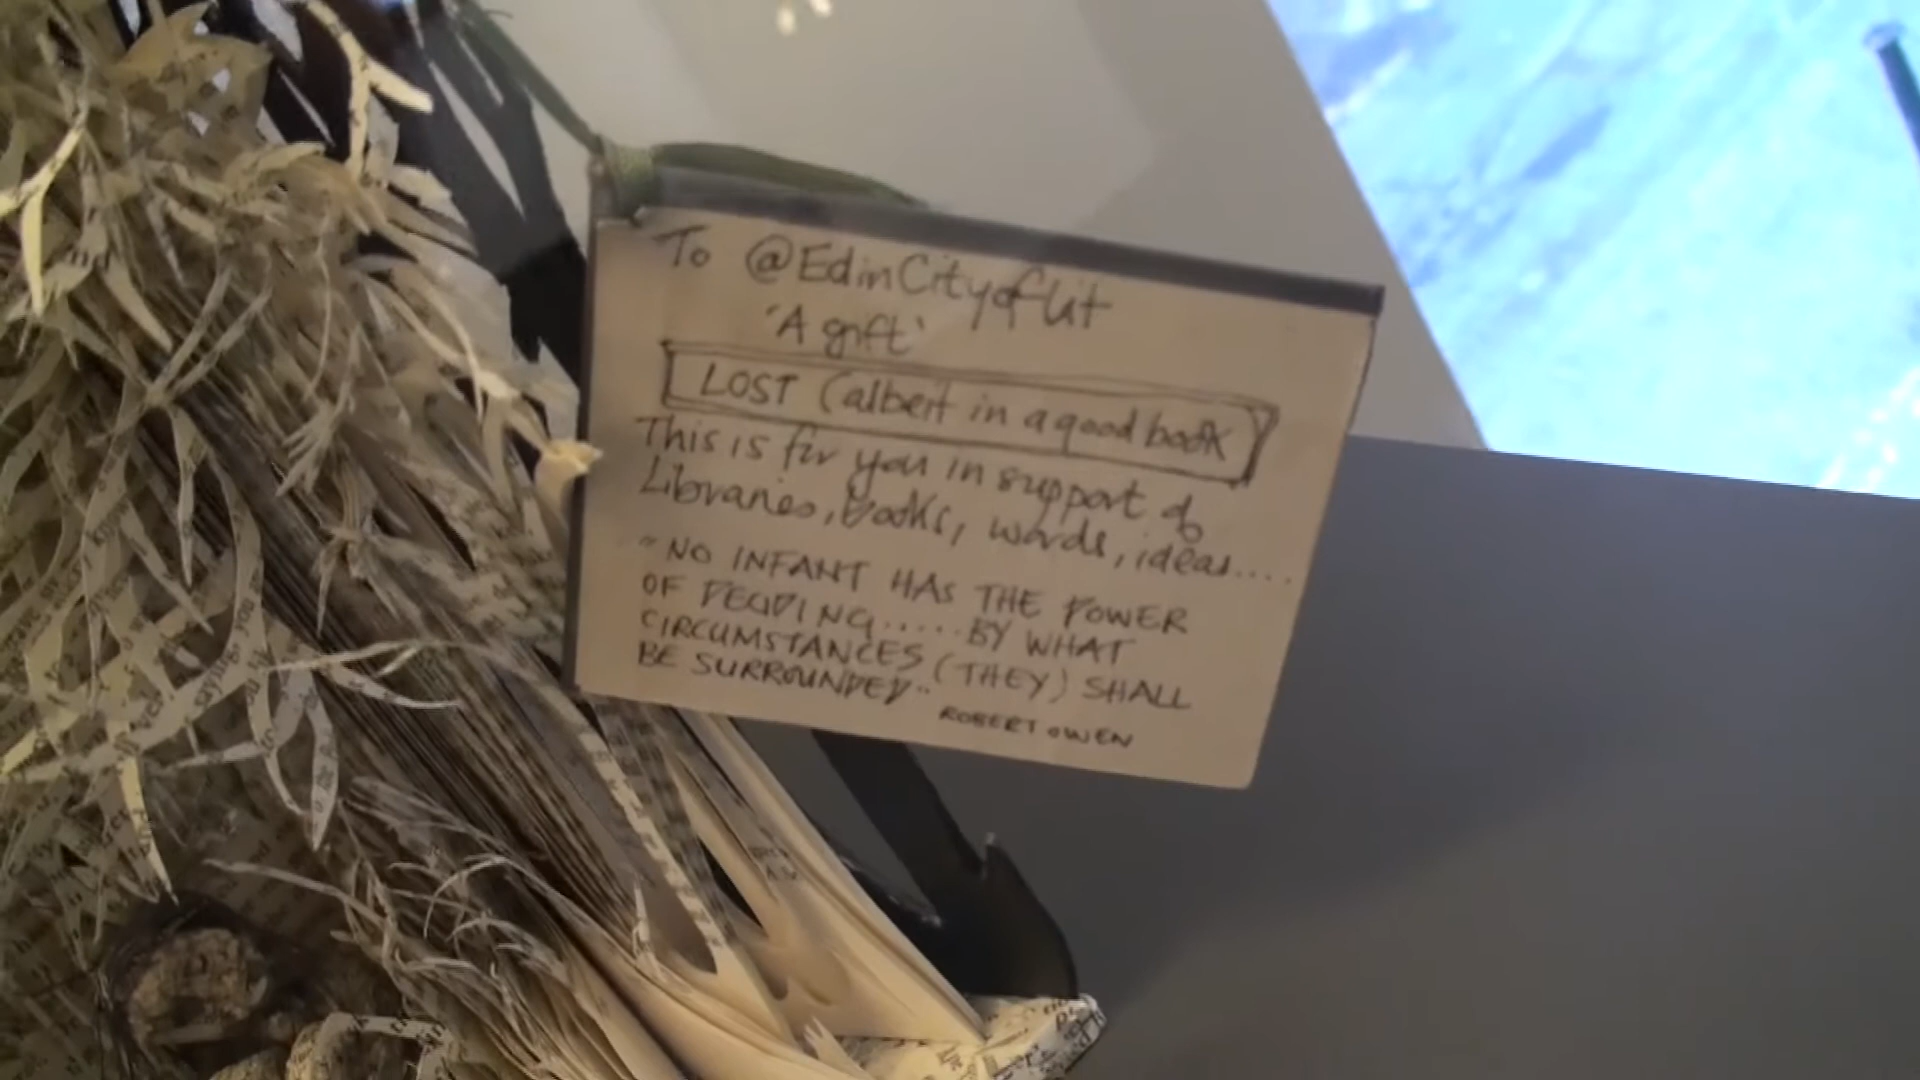 To @EdinCityofLit
'A gift'
LOST (albeit in a good book)
This is for you in support of
Libraries, books, words, ideas....
"NO INFANT HAS THE POWER
OF DECIDING..... BY WHAT
CIRCUMSTANCES (THEY) SHALL
BE SURROUNDED"
ROBERT OWEN